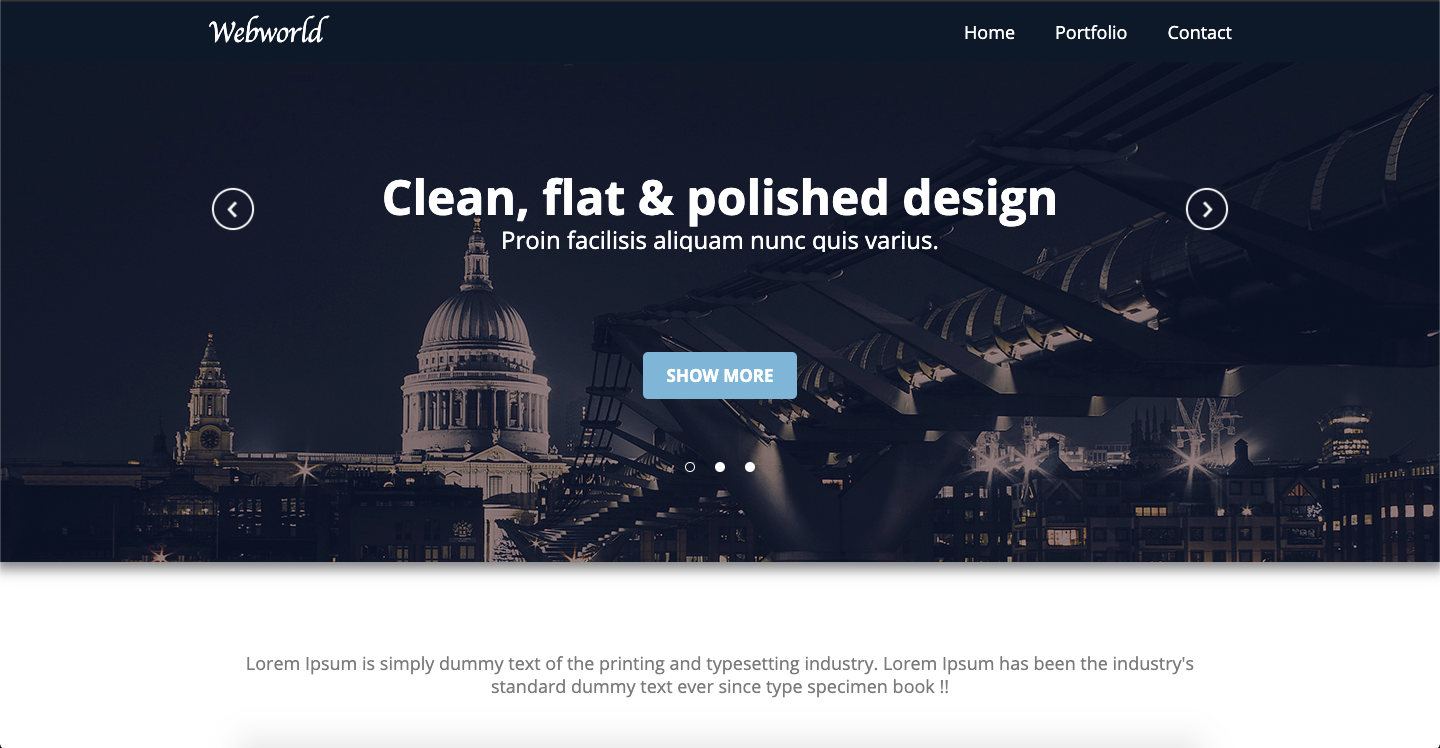 Webworld
Home Portfolio Contact
Clean, flat & polished design
Proin facilisis aliquam nunc quis varius.
SHOW MORE
Lorem Ipsum is simply dummy text of the printing and typesetting industry. Lorem Ipsum has been the industry's
standard dummy text ever since type specimen book !!